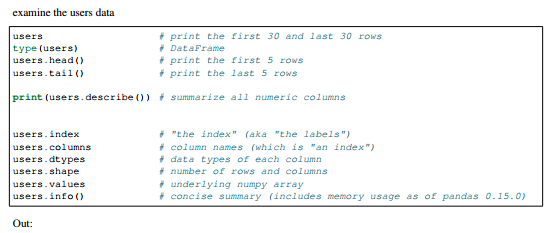 examine the users data
users # print the first 30 and last 30 rows
type(users) # DataFrame
users.head() # print the first 5 rows
users.tail() # print the last 5 rows
print(users.describe()) # summarize all numeric columns
users.index # "the index" (aka "the labels")
users.columns # column names (which is "an index")
users.dtypes # data types of each column
users.shape # number of rows and columns
users.values # underlying numpy array
users.info() # concise summary (includes memory usage as of pandas 0.15.0)
Out: